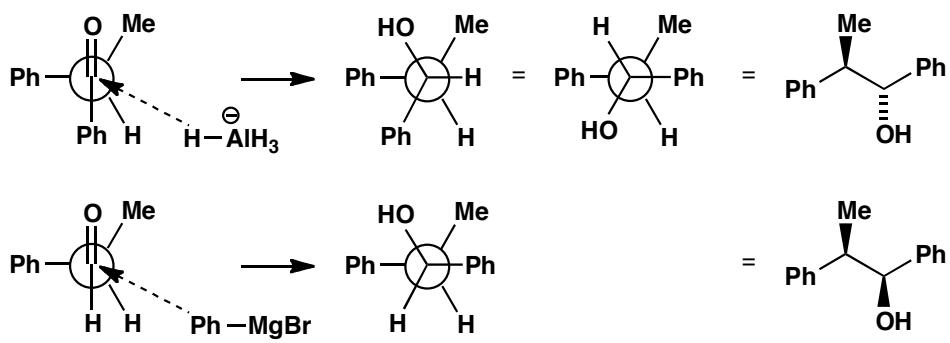 O Me HO Me H Me Me
Ph Ph H = Ph Ph = Ph Ph
Ph H H–AlH3 ⊖ Ph H HO H OH
O Me HO Me Me
Ph Ph Ph = Ph Ph
H H Ph–MgBr H H OH